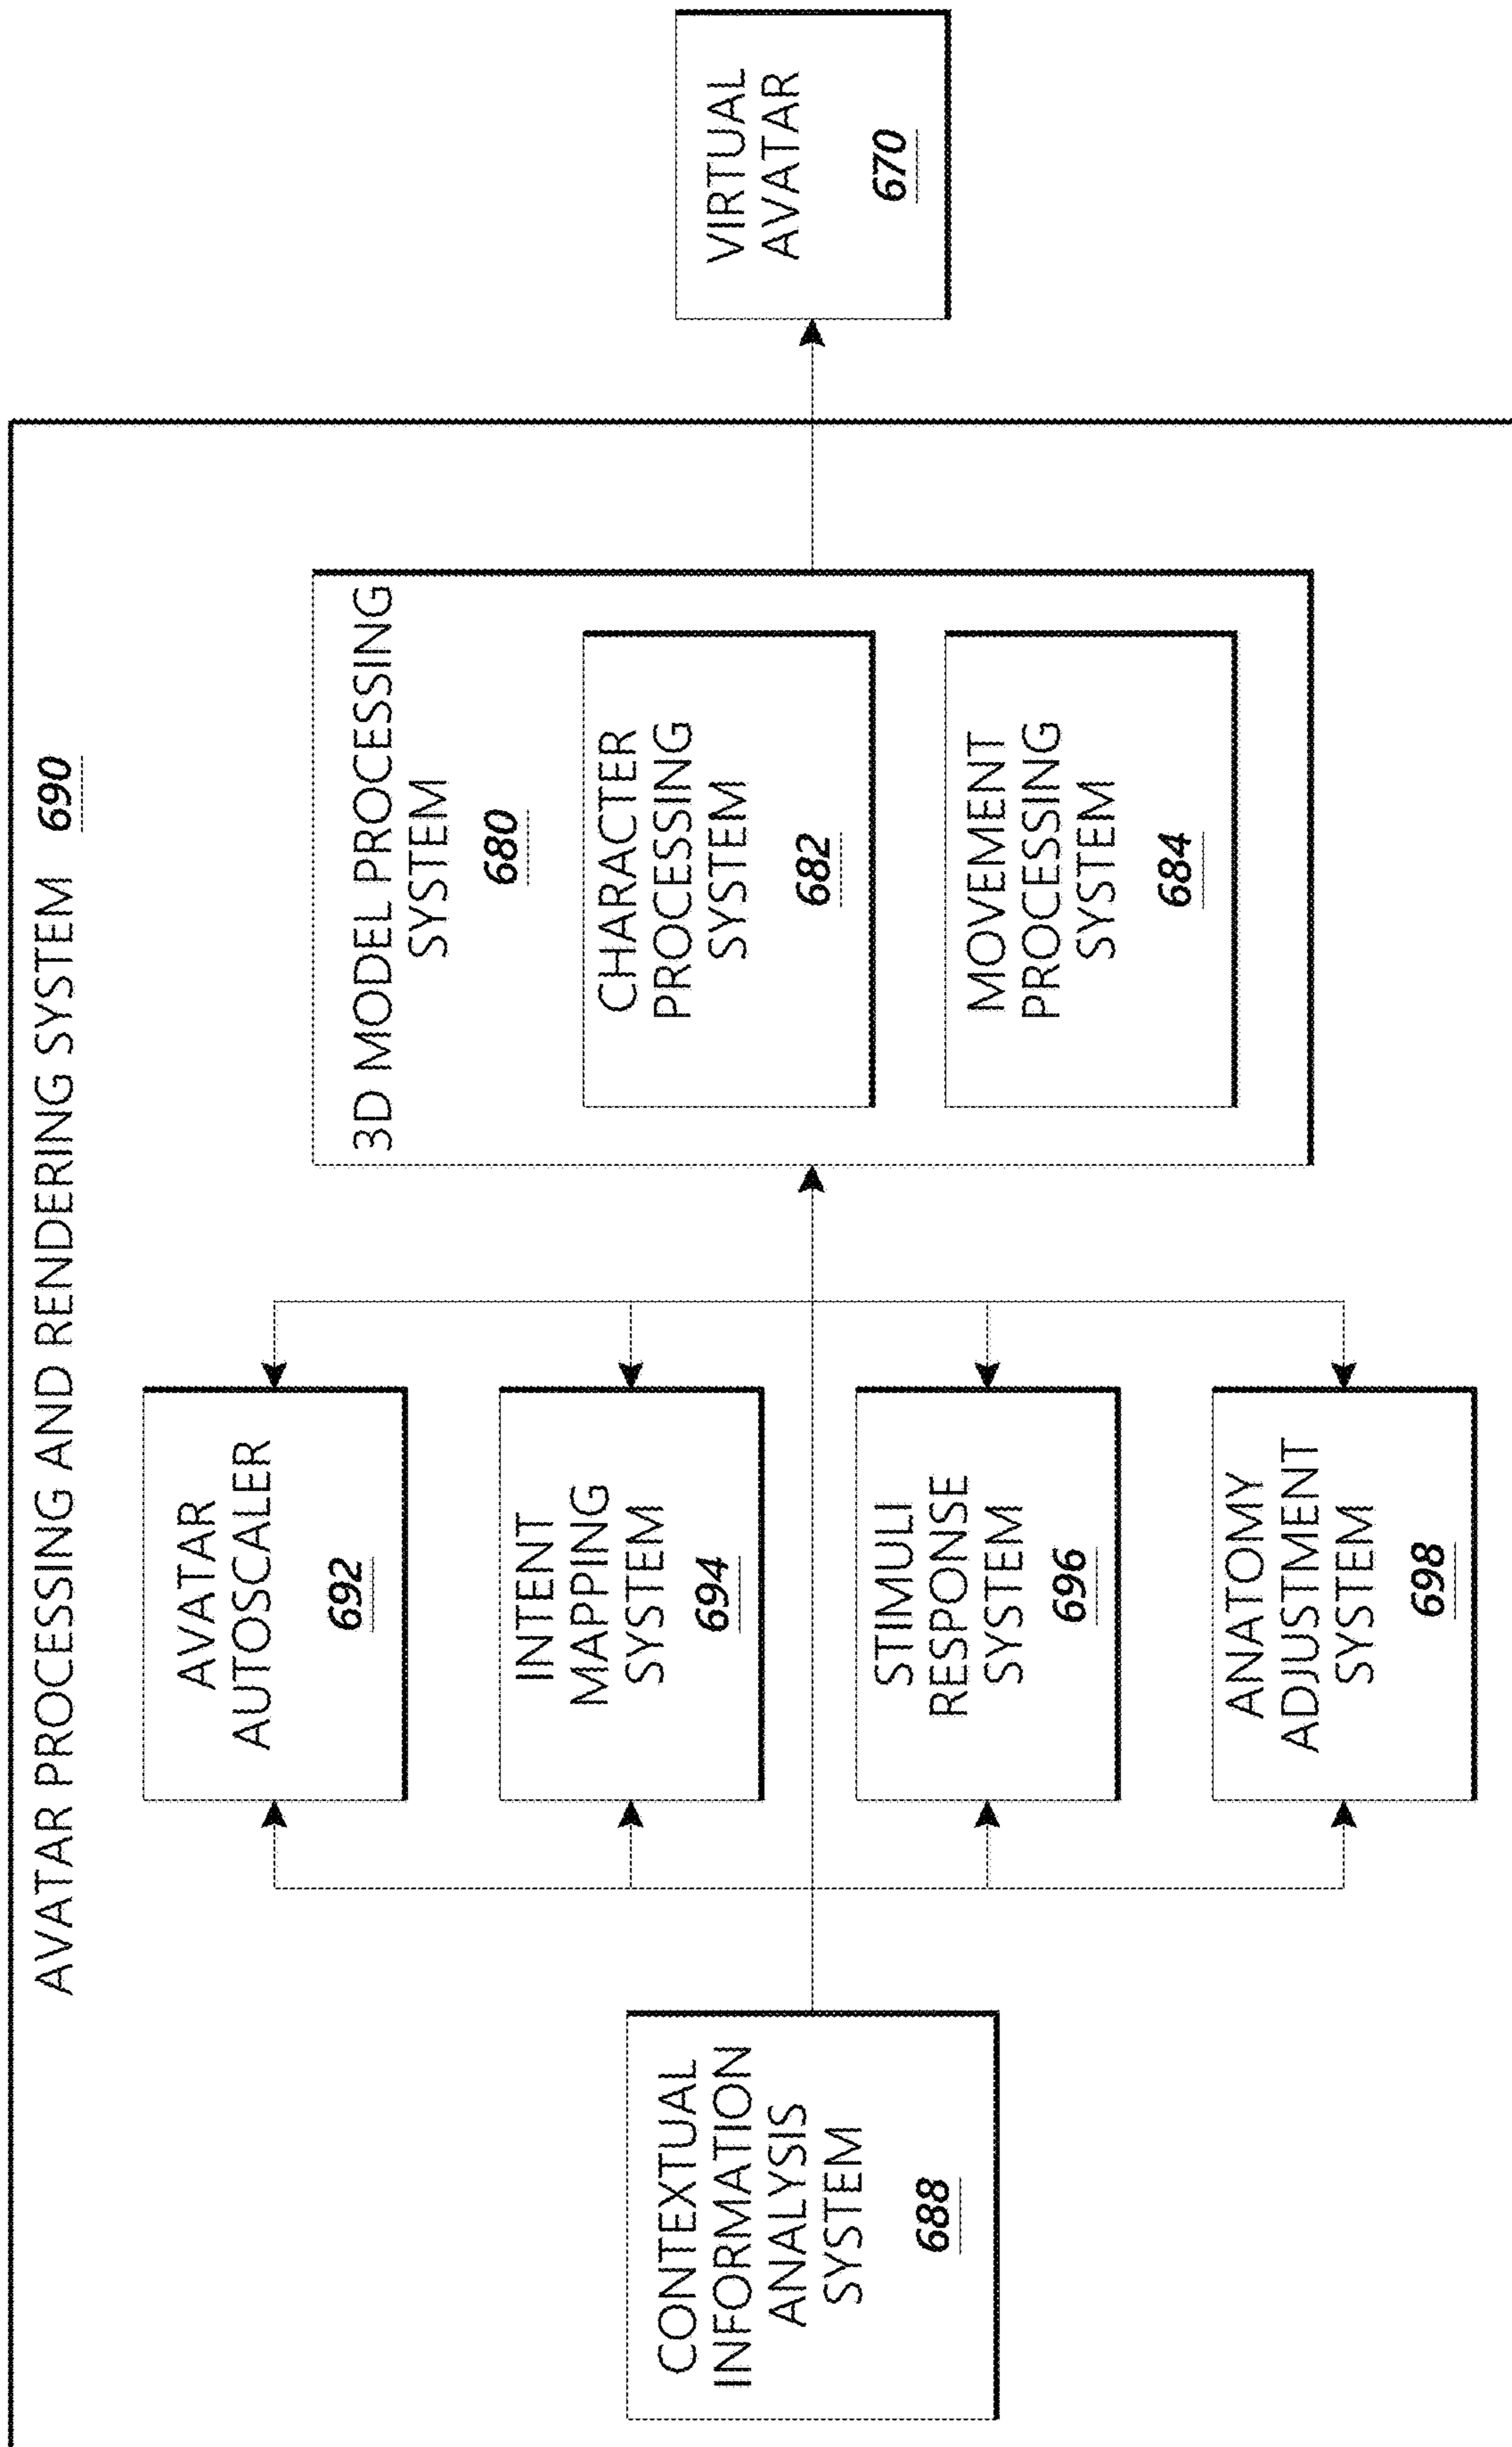 AVATAR PROCESSING AND RENDERING SYSTEM 690
CONTEXTUAL
INFORMATION
ANALYSIS
SYSTEM
688
AVATAR
AUTOSCALER
692
INTENT
MAPPING
SYSTEM
694
STIMULI
RESPONSE
SYSTEM
696
ANATOMY
ADJUSTMENT
SYSTEM
698
3D MODEL PROCESSING
SYSTEM
680
CHARACTER
PROCESSING
SYSTEM
682
MOVEMENT
PROCESSING
SYSTEM
684
VIRTUAL
AVATAR
670